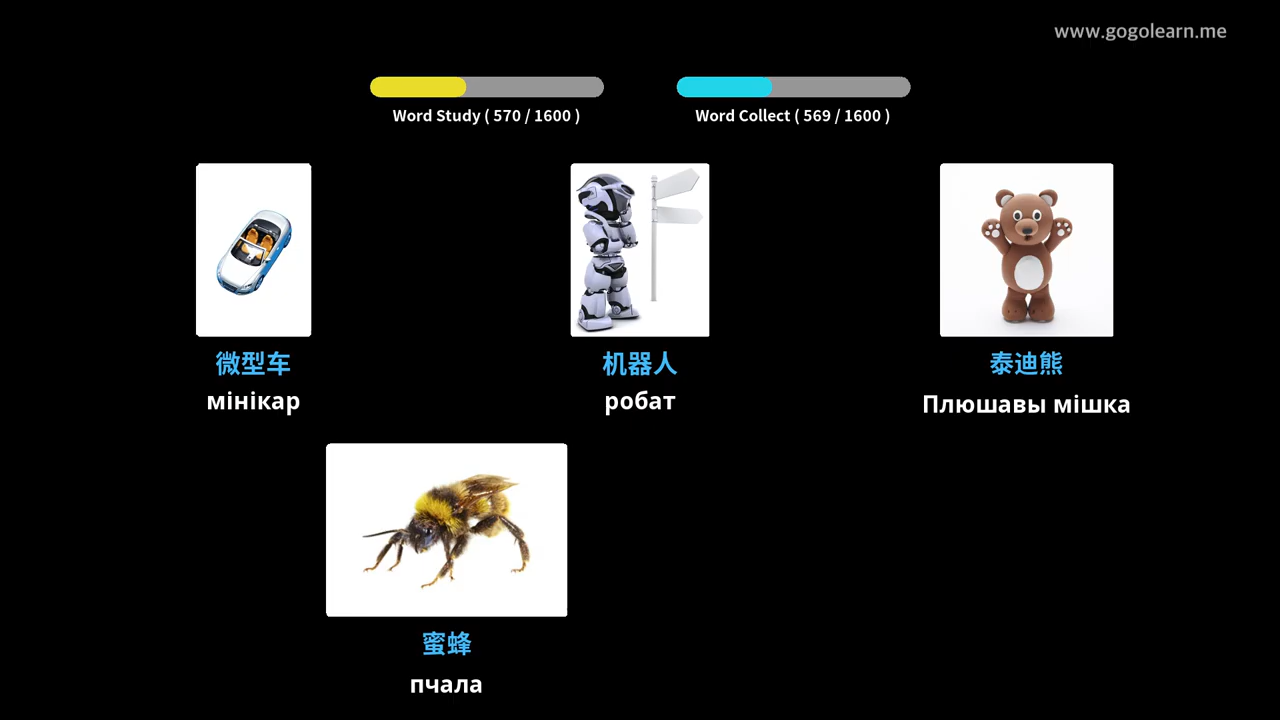 www.gogolearn.me
Word Study ( 570 / 1600 )
Word Collect ( 569 / 1600 )
微型车
мінікар
机器人
робат
泰迪熊
Плюшавы мішка
蜜蜂
пчала